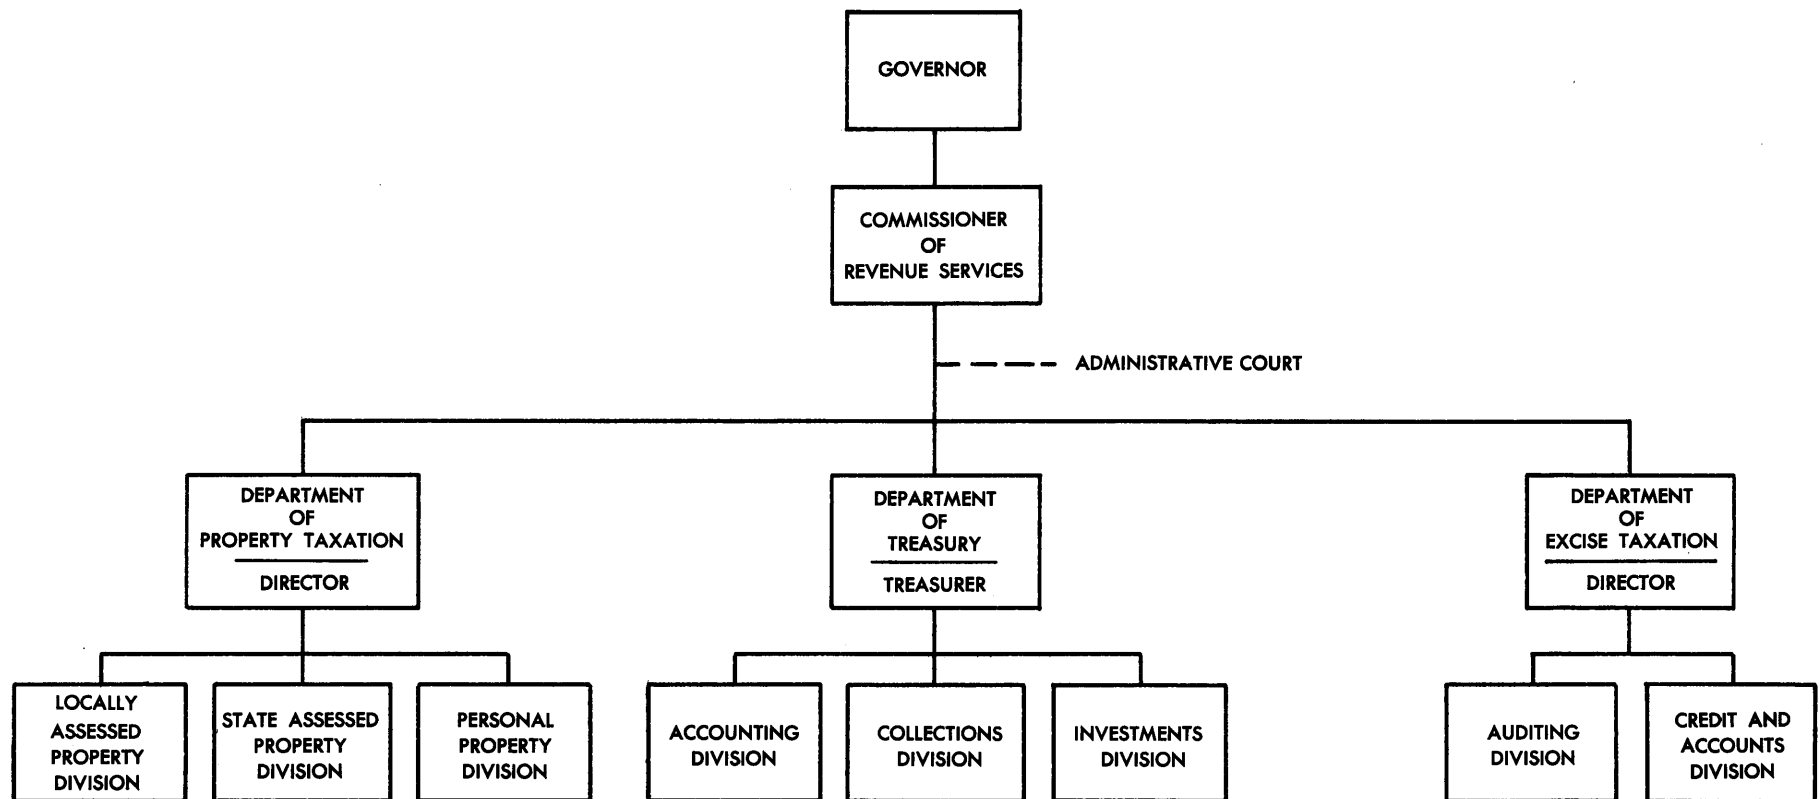 GOVERNOR
COMMISSIONER
OF
REVENUE SERVICES
ADMINISTRATIVE COURT
DEPARTMENT
OF
PROPERTY TAXATION
DIRECTOR
DEPARTMENT
OF
TREASURY
TREASURER
DEPARTMENT
OF
EXCISE TAXATION
DIRECTOR
LOCALLY
ASSESSED
PROPERTY
DIVISION
STATE ASSESSED
PROPERTY
DIVISION
PERSONAL
PROPERTY
DIVISION
ACCOUNTING
DIVISION
COLLECTIONS
DIVISION
INVESTMENTS
DIVISION
AUDITING
DIVISION
CREDIT AND
ACCOUNTS
DIVISION